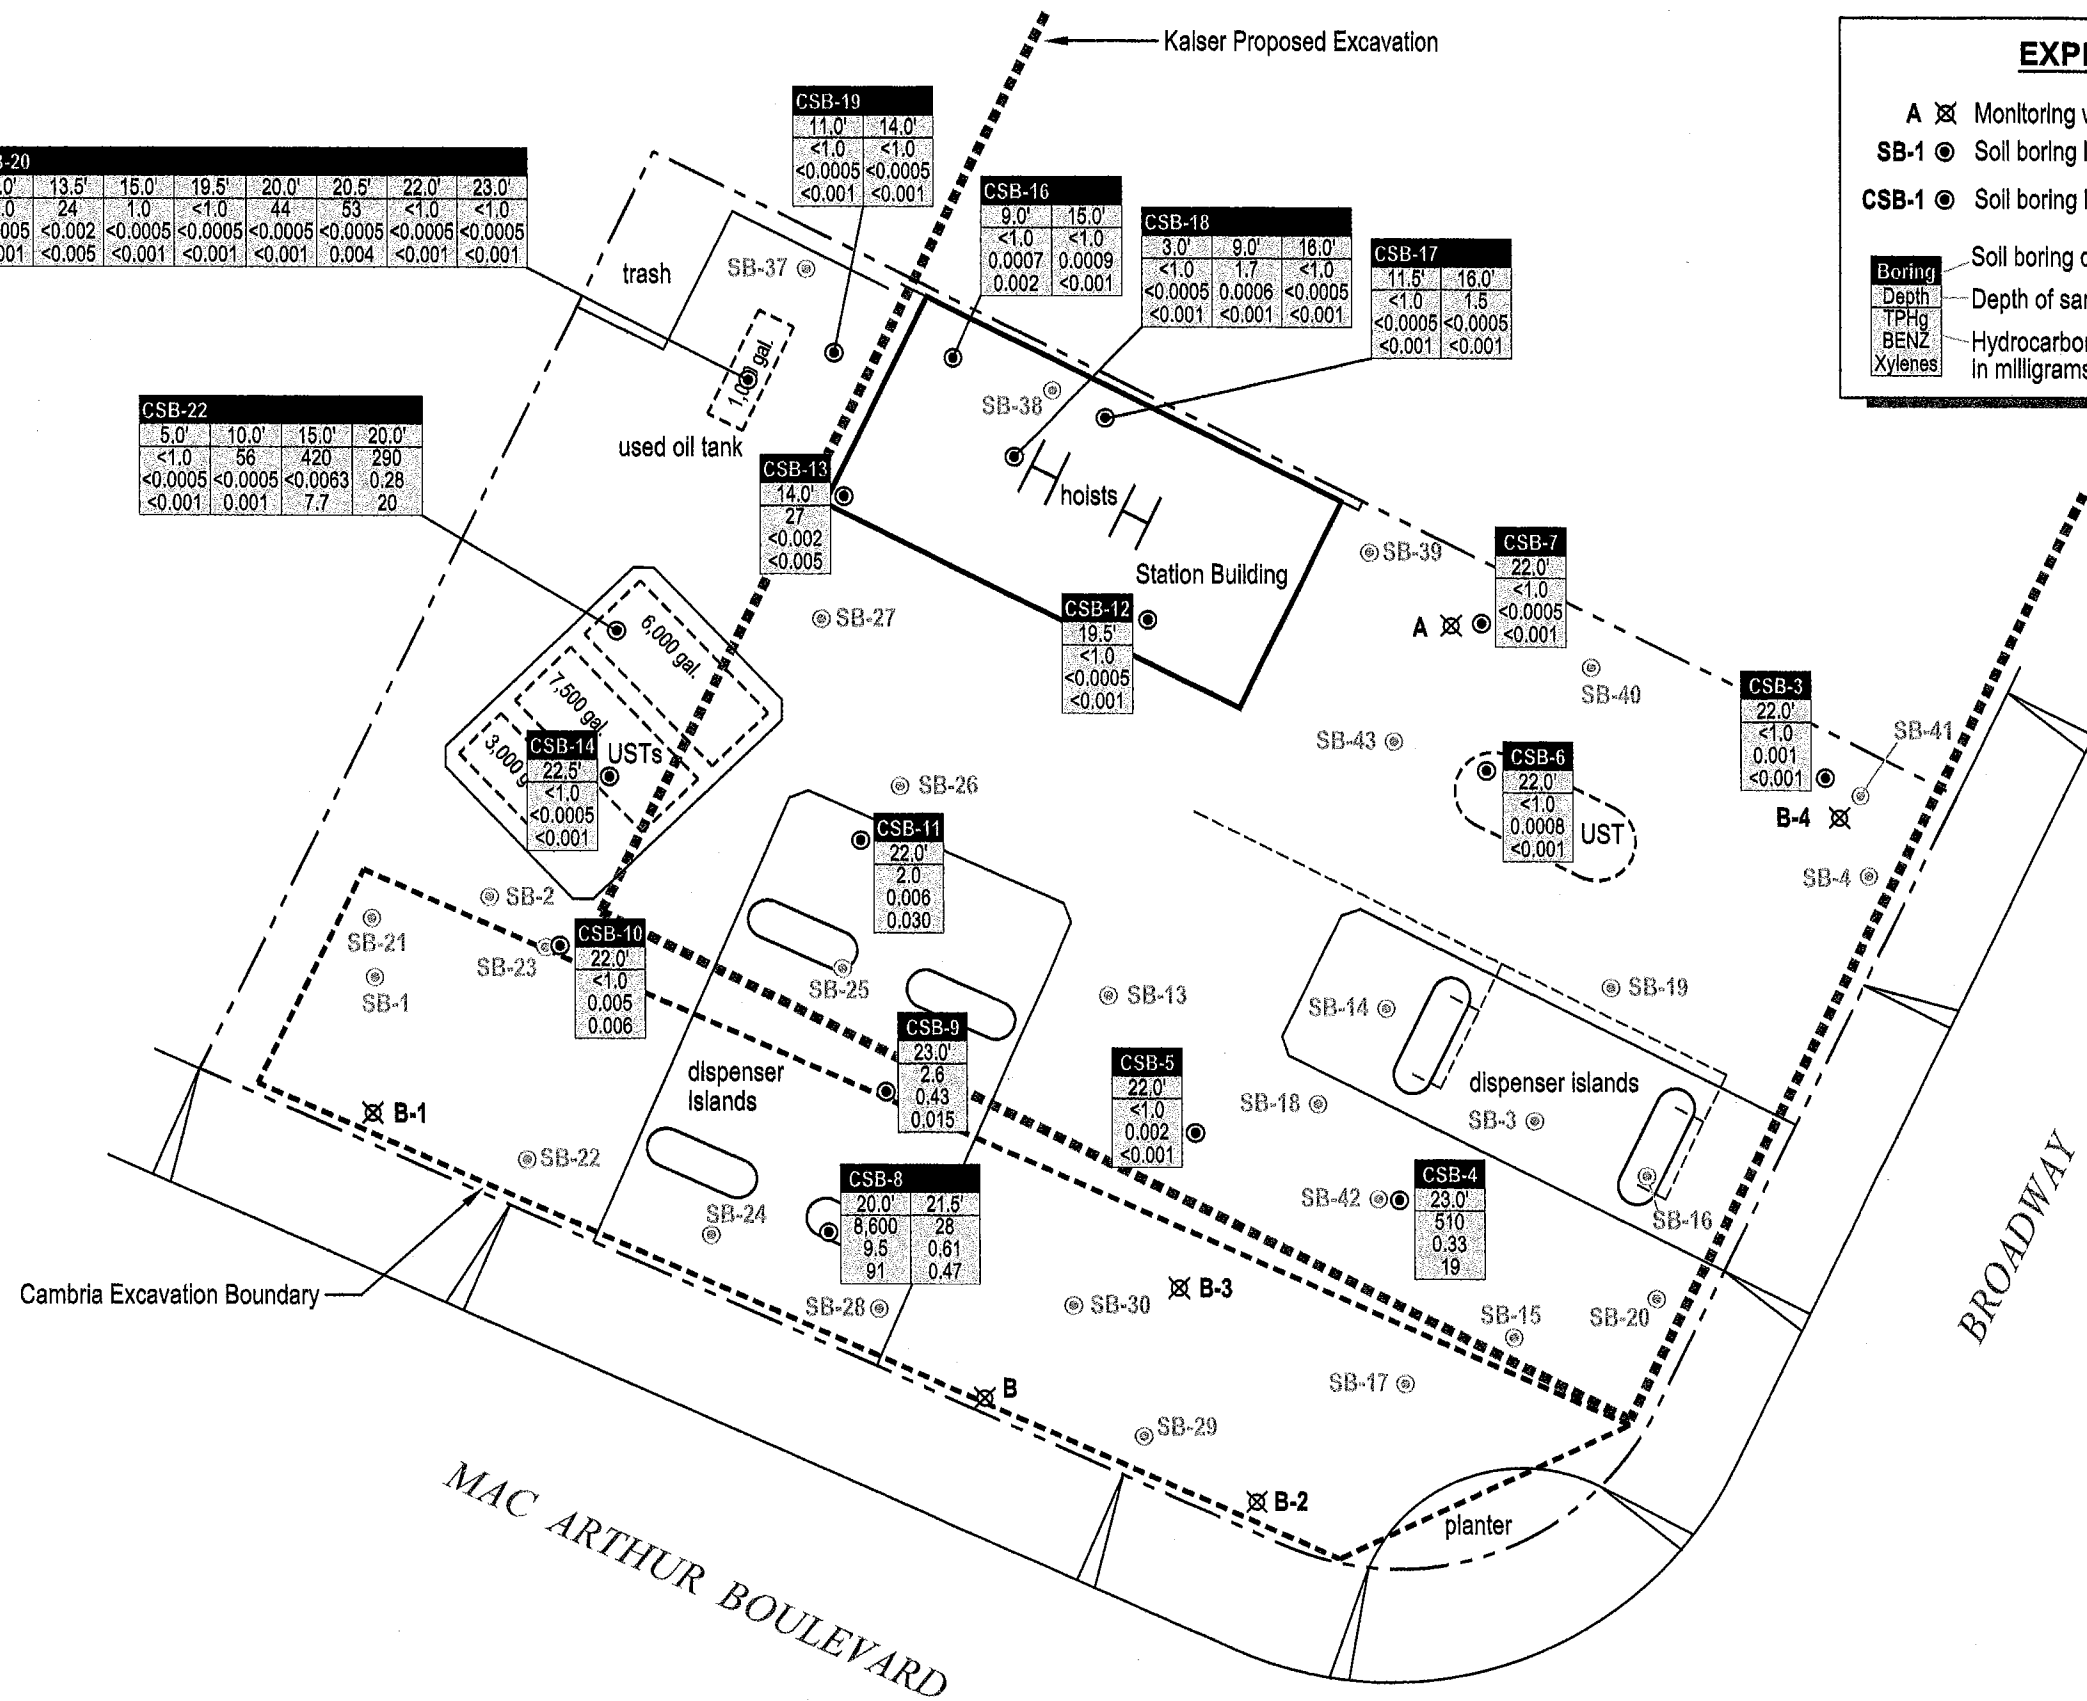 Kaiser Proposed Excavation
EXPL
A Monitoring w
SB-1 Soil boring l
CSB-1 Soil boring l
Boring
Depth
TPHg
BENZ
Xylenes
Soil boring d
Depth of sam
Hydrocarbon
in milligrams
CSB-19
11.0' 14.0'
<1.0 <1.0
<0.0005 <0.0005
<0.001 <0.001
B-20
.0' 13.5' 15.0' 19.5' 20.0' 20.5' 22.0' 23.0'
.0 24 1.0 <1.0 44 53 <1.0 <1.0
005 <0.002 <0.0005 <0.0005 <0.0005 <0.0005 <0.0005 <0.0005
001 <0.005 <0.001 <0.001 <0.001 0.004 <0.001 <0.001
CSB-16
9.0' 15.0'
<1.0 <1.0
0.0007 0.0009
0.002 <0.001
CSB-18
3.0' 9.0' 16.0'
<1.0 1.7 <1.0
<0.0005 0.0006 <0.0005
<0.001 <0.001 <0.001
CSB-17
11.5' 16.0'
<1.0 1.5
<0.0005 <0.0005
<0.001 <0.001
trash
SB-37
1,000 gal.
used oil tank
SB-38
hoists
Station Building
CSB-22
5.0' 10.0' 15.0' 20.0'
<1.0 56 420 290
<0.0005 <0.0005 <0.0063 0.28
<0.001 0.001 7.7 20
CSB-13
14.0'
27
<0.002
<0.005
SB-39
CSB-7
22.0'
<1.0
<0.0005
<0.001
A
SB-27
CSB-12
19.5'
<1.0
<0.0005
<0.001
6,000 gal.
7,500 gal.
3,000 g
USTs
CSB-14
22.5'
<1.0
<0.0005
<0.001
SB-40
CSB-3
22.0'
<1.0
0.001
<0.001
SB-41
B-4
SB-43
CSB-6
22.0'
<1.0
0.0008
<0.001
UST
SB-4
SB-26
CSB-11
22.0'
2.0
0.006
0.030
SB-2
SB-21
SB-23
SB-1
CSB-10
22.0'
<1.0
0.005
0.006
SB-25
SB-13
SB-14
SB-19
CSB-9
23.0'
2.6
0.43
0.015
dispenser
islands
CSB-5
22.0'
<1.0
0.002
<0.001
SB-18
dispenser islands
SB-3
B-1
SB-22
SB-24
CSB-8
20.0' 21.5'
8,600 28
9.5 0.61
91 0.47
SB-42
CSB-4
23.0'
510
0.33
19
SB-16
BROADWAY
Cambria Excavation Boundary
SB-28
SB-30
B-3
SB-15
SB-20
SB-17
B
SB-29
B-2
planter
MAC ARTHUR BOULEVARD